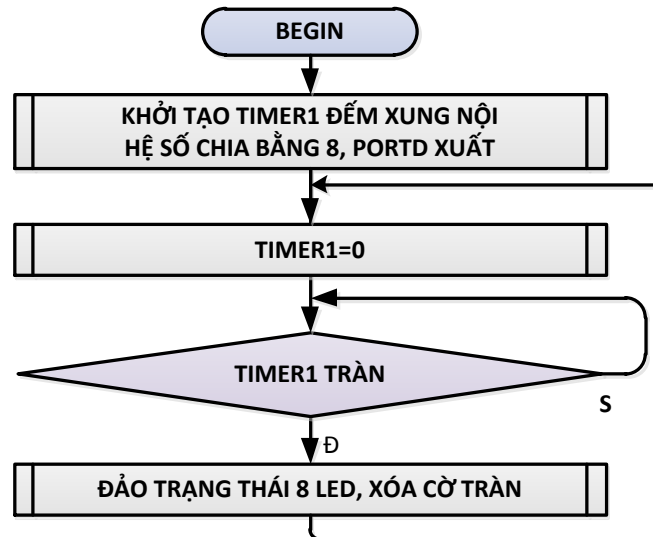 BEGIN
KHỞI TẠO TIMER1 ĐẾM XUNG NỘI
HỆ SỐ CHIA BẰNG 8, PORTD XUẤT
TIMER1=0
TIMER1 TRÀN
S
Đ
ĐẢO TRẠNG THÁI 8 LED, XÓA CỜ TRÀN